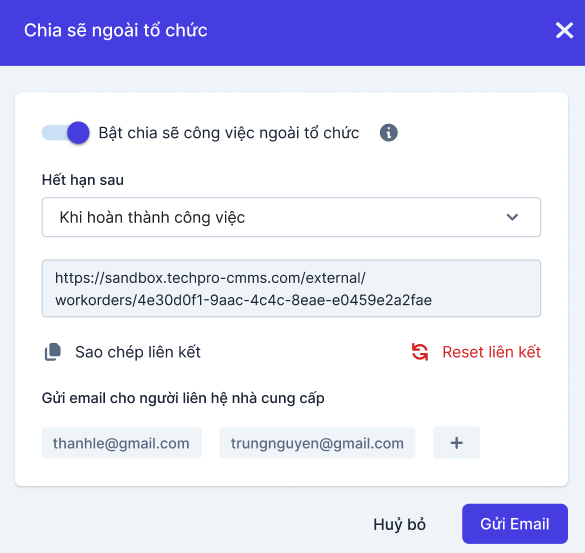 Chia sẽ ngoài tổ chức
Bật chia sẽ công việc ngoài tổ chức
Hết hạn sau
Khi hoàn thành công việc
https://sandbox.techpro-cmms.com/external/
workorders/4e30d0f1-9aac-4c4c-8eae-e0459e2a2fae
Sao chép liên kết Reset liên kết
Gửi email cho người liên hệ nhà cung cấp
thanhle@gmail.com trungnguyen@gmail.com +
Huỷ bỏ Gửi Email